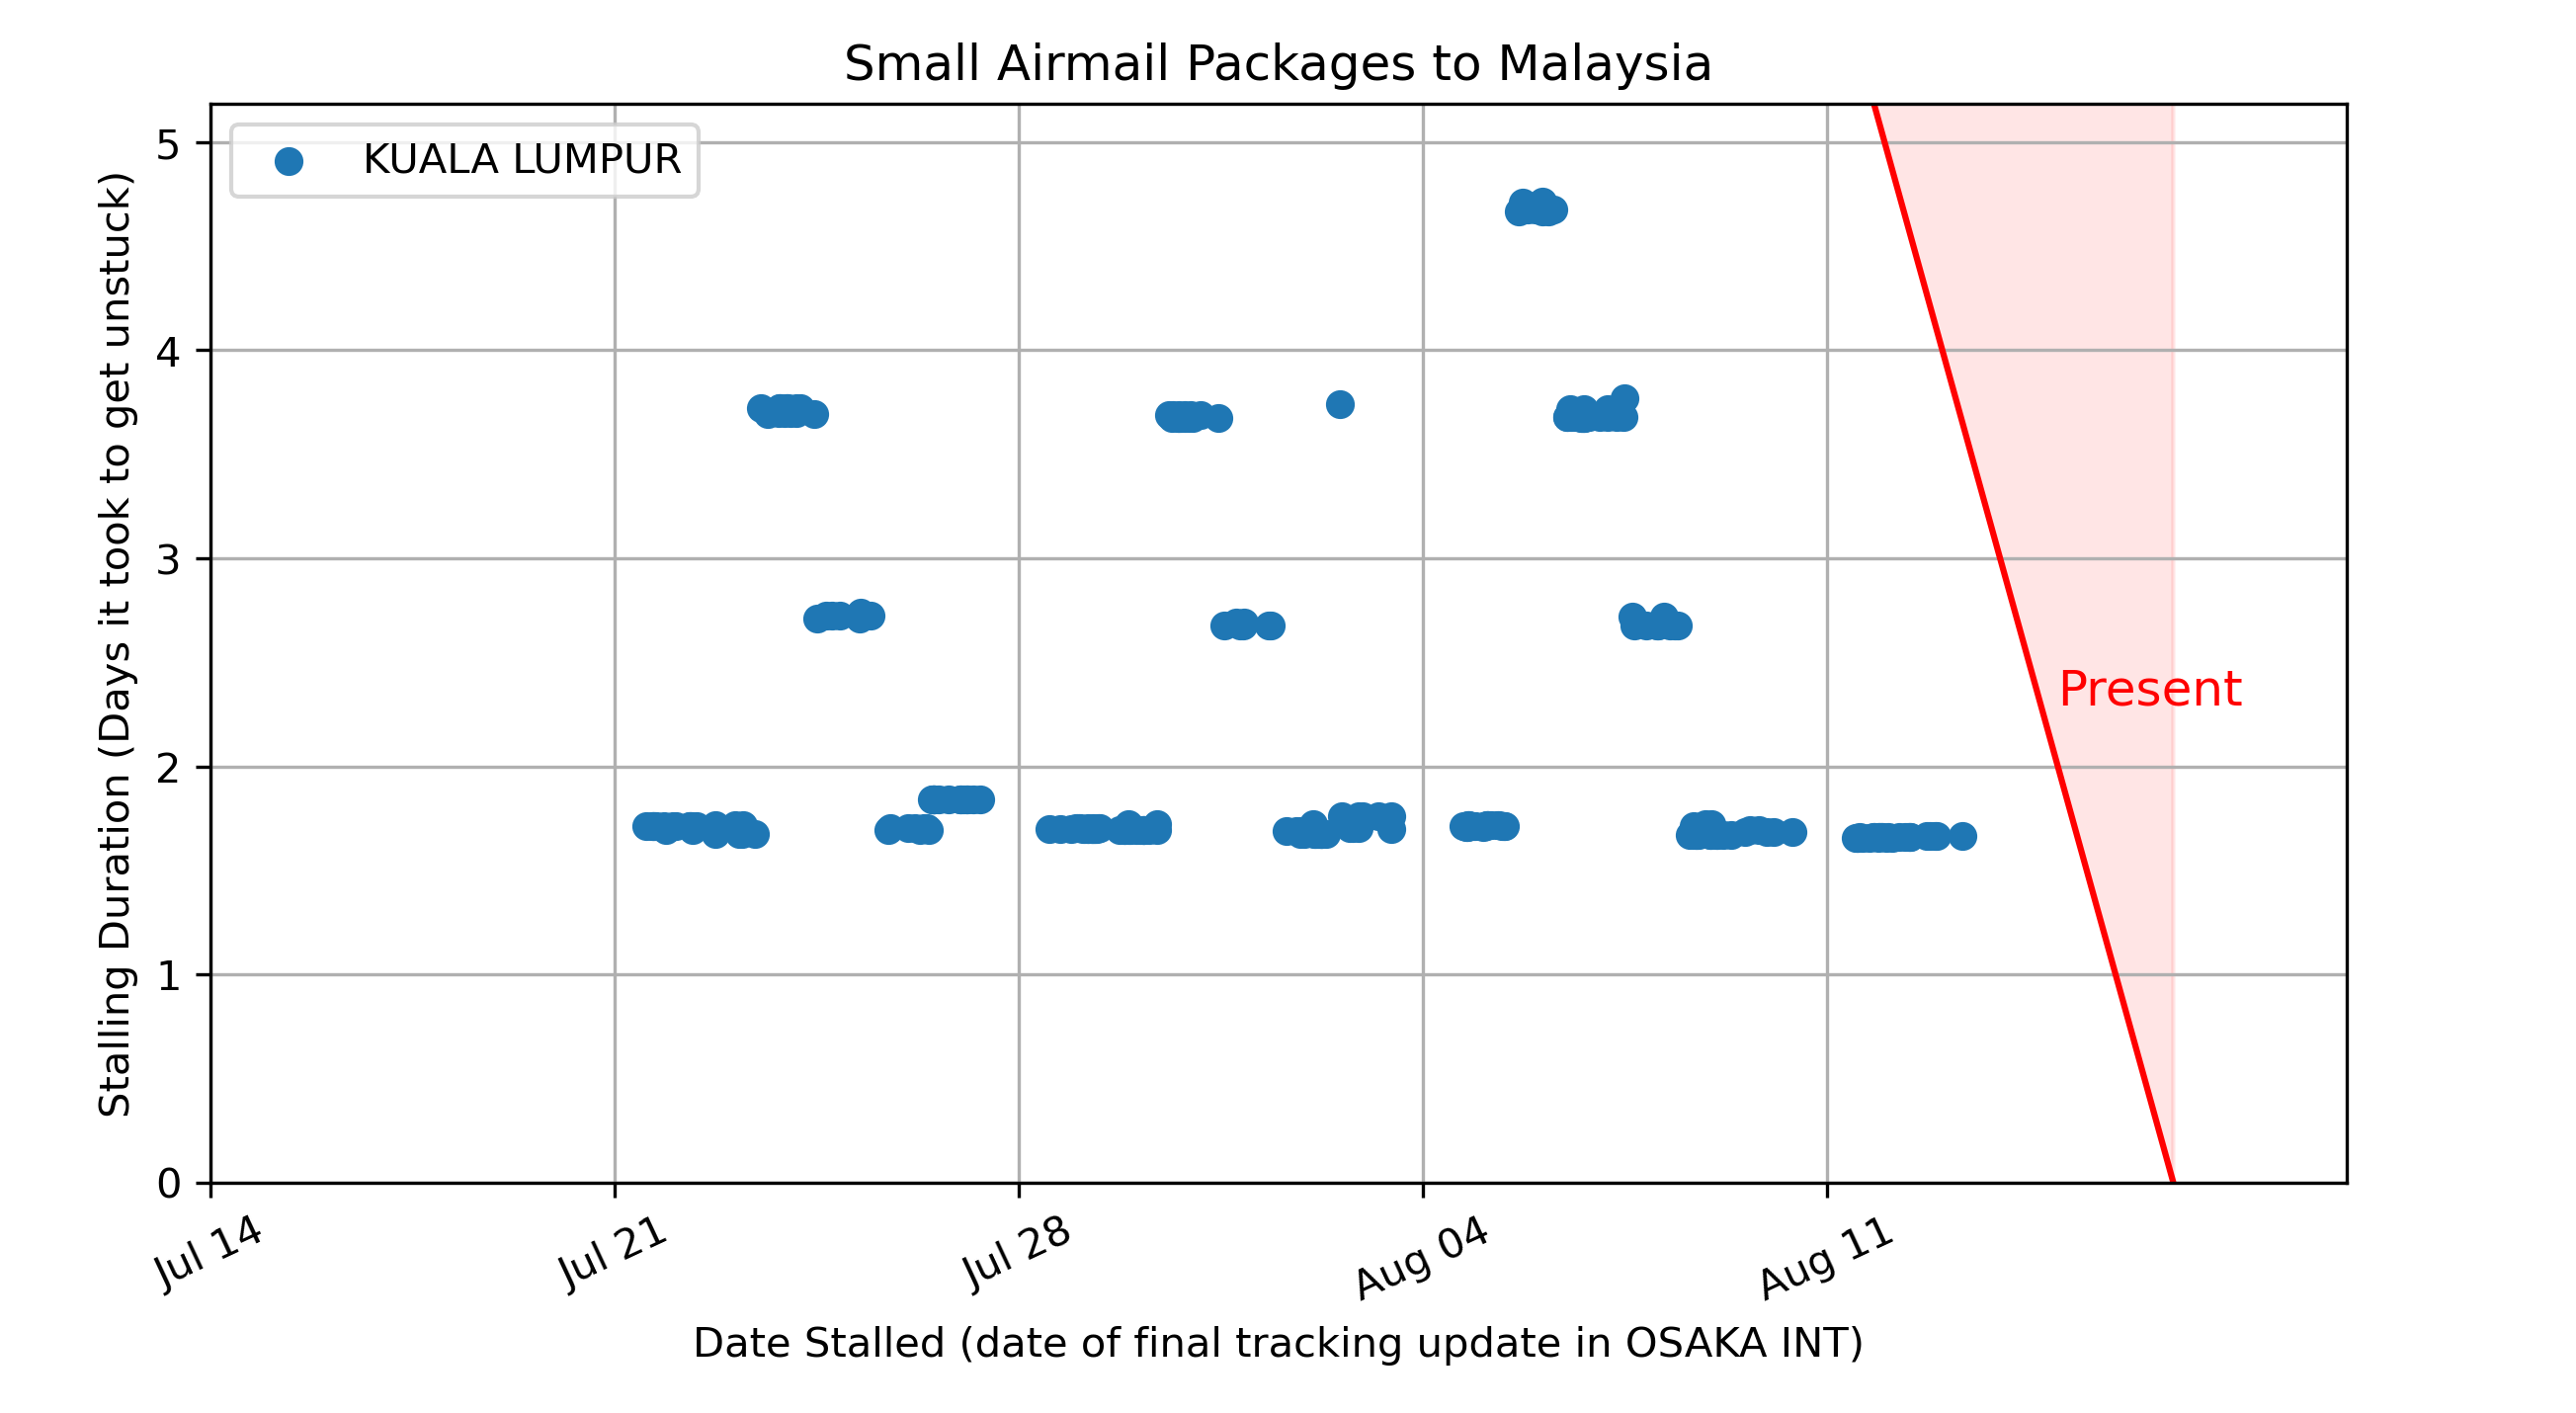 Small Airmail Packages to Malaysia
KUALA LUMPUR
Stalling Duration (Days it took to get unstuck)
5
4
3
2
1
0
Present
Jul 14
Jul 21
Jul 28
Aug 04
Aug 11
Date Stalled (date of final tracking update in OSAKA INT)